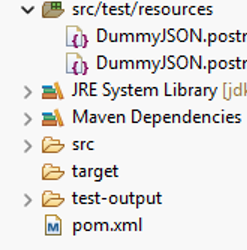 src/test/resources
DummyJSON.postr
DummyJSON.postr
JRE System Library [jdk
Maven Dependencies
src
target
test-output
pom.xml